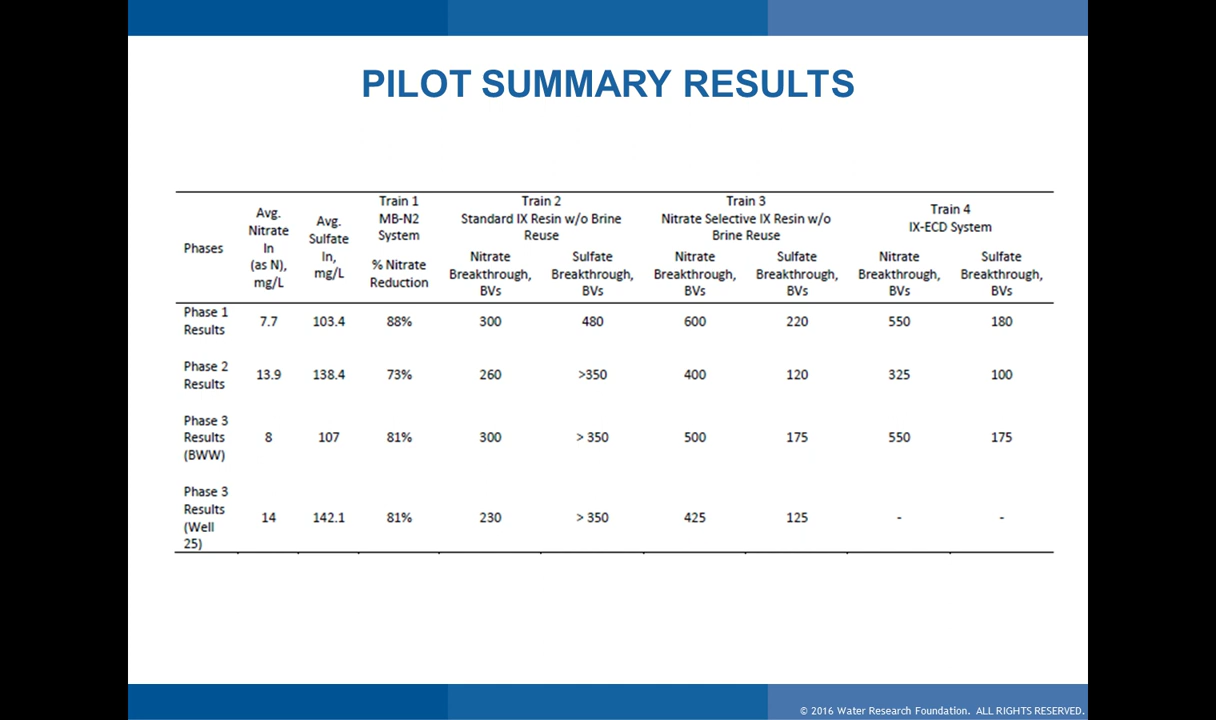 PILOT SUMMARY RESULTS
Phases
Avg.
Nitrate
In
(as N),
mg/L
Avg.
Sulfate
In,
mg/L
Train 1
MB-N2
System
% Nitrate
Reduction
Train 2
Standard IX Resin w/o Brine
Reuse
Nitrate
Breakthrough,
BVs
Sulfate
Breakthrough,
BVs
Train 3
Nitrate Selective IX Resin w/o
Brine Reuse
Nitrate
Breakthrough,
BVs
Sulfate
Breakthrough,
BVs
Train 4
IX-ECD System
Nitrate
Breakthrough,
BVs
Sulfate
Breakthrough,
BVs
Phase 1
Results
7.7 103.4 88% 300 480 600 220 550 180
Phase 2
Results
13.9 138.4 73% 260 >350 400 120 325 100
Phase 3
Results
(BWW)
8 107 81% 300 > 350 500 175 550 175
Phase 3
Results
(Well
25)
14 142.1 81% 230 > 350 425 125 - -
© 2016 Water Research Foundation. ALL RIGHTS RESERVED.